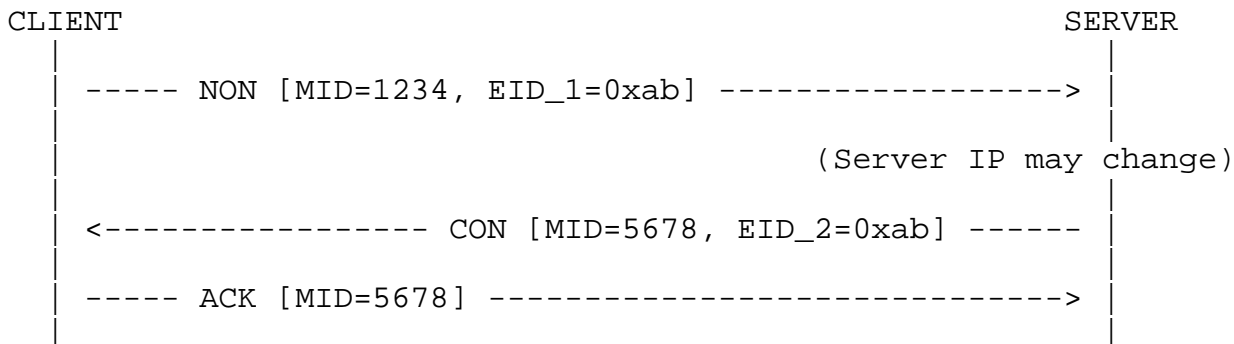 CLIENT SERVER
----- NON [MID=1234, EID_1=0xab] ------------------>
(Server IP may change)
<----------------- CON [MID=5678, EID_2=0xab] ------
----- ACK [MID=5678] ------------------------------>